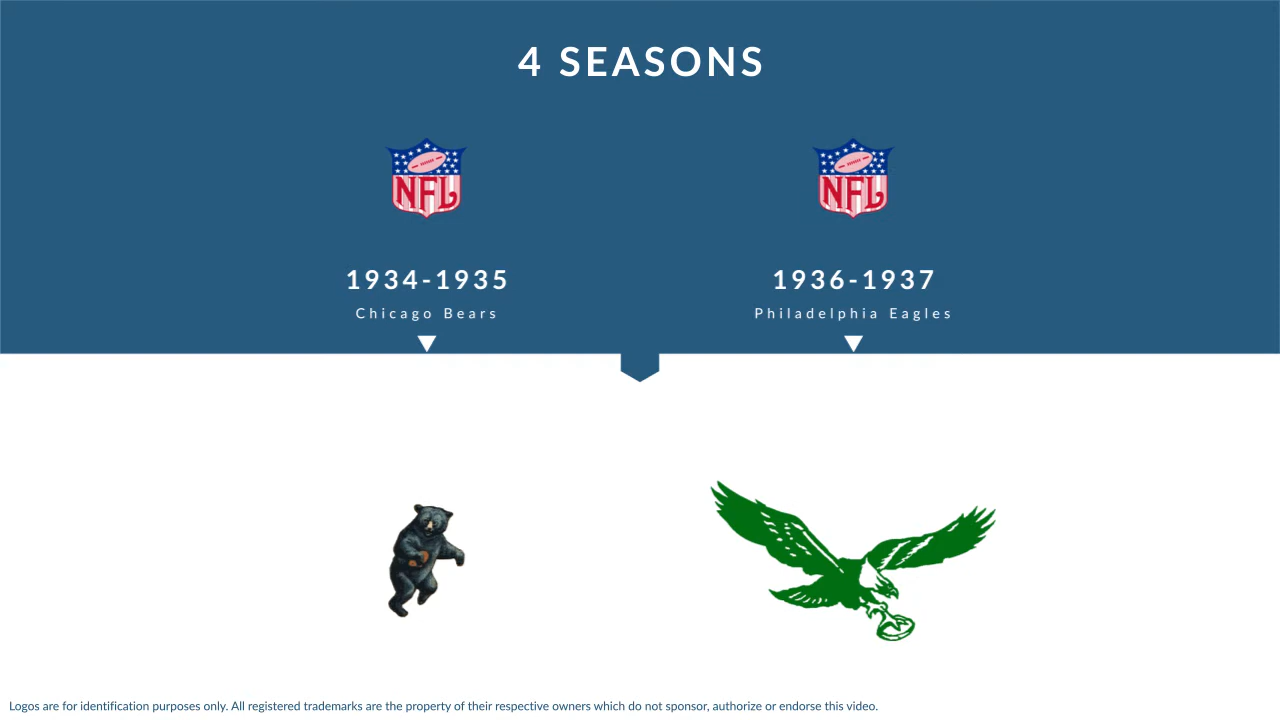 4 SEASONS
NFL
NFL
1934-1935
1936-1937
Chicago Bears
Philadelphia Eagles
Logos are for identification purposes only. All registered trademarks are the property of their respective owners which do not sponsor, authorize or endorse this video.